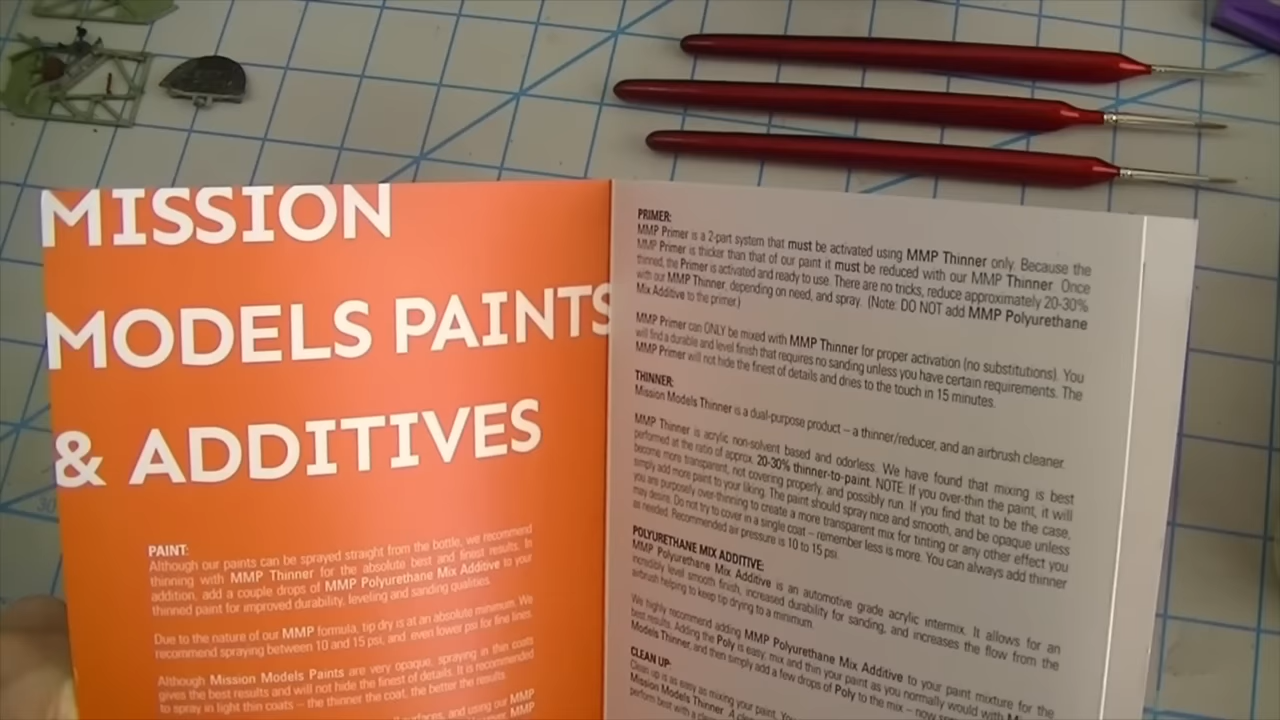 MISSION
MODELS PAINTS
& ADDITIVES
PAINT:
Although our paints can be sprayed straight from the bottle, we recommend
thinning with MMP Thinner for the absolute best and finest results. In
addition, add a couple drops of MMP Polyurethane Mix Additive to your
thinned paint for improved durability, leveling and sanding qualities.
Due to the nature of our MMP formula, tip dry is at an absolute minimum. We
recommend spraying between 10 and 15 psi, and even lower psi for fine lines.
Although Mission Models Paints are very opaque, spraying in thin coats
gives the best results and will not hide the finest of details. It is recommended
to spray in light thin coats – the thinner the coat, the better the results.
surfaces, and using our MMP
MMP
PRIMER:
MMP Primer is a 2-part system that must be activated using MMP Thinner only. Because the
MMP Primer is thicker than that of our paint it must be reduced with our MMP Thinner. Once
thinned, the Primer is activated and ready to use. There are no tricks, reduce approximately 20-30%
with our MMP Thinner, depending on need, and spray. (Note: DO NOT add MMP Polyurethane
Mix Additive to the primer)
MMP Primer can ONLY be mixed with MMP Thinner for proper activation (no substitutions). You
will find a durable and level finish that requires no sanding unless you have certain requirements. The
MMP Primer will not hide the finest of details and dries to the touch in 15 minutes.
THINNER:
Mission Models Thinner is a dual-purpose product – a thinner/reducer, and an airbrush cleaner.
MMP Thinner is acrylic non-solvent based and odorless. We have found that mixing is best
performed at the ratio of approx. 20-30% thinner-to-paint. NOTE: If you over-thin the paint, it will
become more transparent, not covering properly, and possibly run. If you find that to be the case,
simply add more paint to your liking. The paint should spray nice and smooth, and be opaque unless
you are purposely over-thinning to create a more transparent mix for tinting or any other effect you
may desire. Do not try to cover in a single coat – remember less is more. You can always add thinner
as needed. Recommended air pressure is 10 to 15 psi.
POLYURETHANE MIX ADDITIVE:
MMP Polyurethane Mix Additive is an automotive grade acrylic intermix. It allows for an
incredibly level smooth finish, increased durability for sanding, and increases the flow from the
airbrush helping to keep tip drying to a minimum.
We highly recommend adding MMP Polyurethane Mix Additive to your paint mixture for the
best results. Adding the Poly is easy, mix and thin your paint as you normally would with
Models Thinner, and then simply add a few drops of Poly to the mix – now
CLEAN UP:
Clean up is as easy as mixing your paint.
Mission Models Thinner.
perform best with a